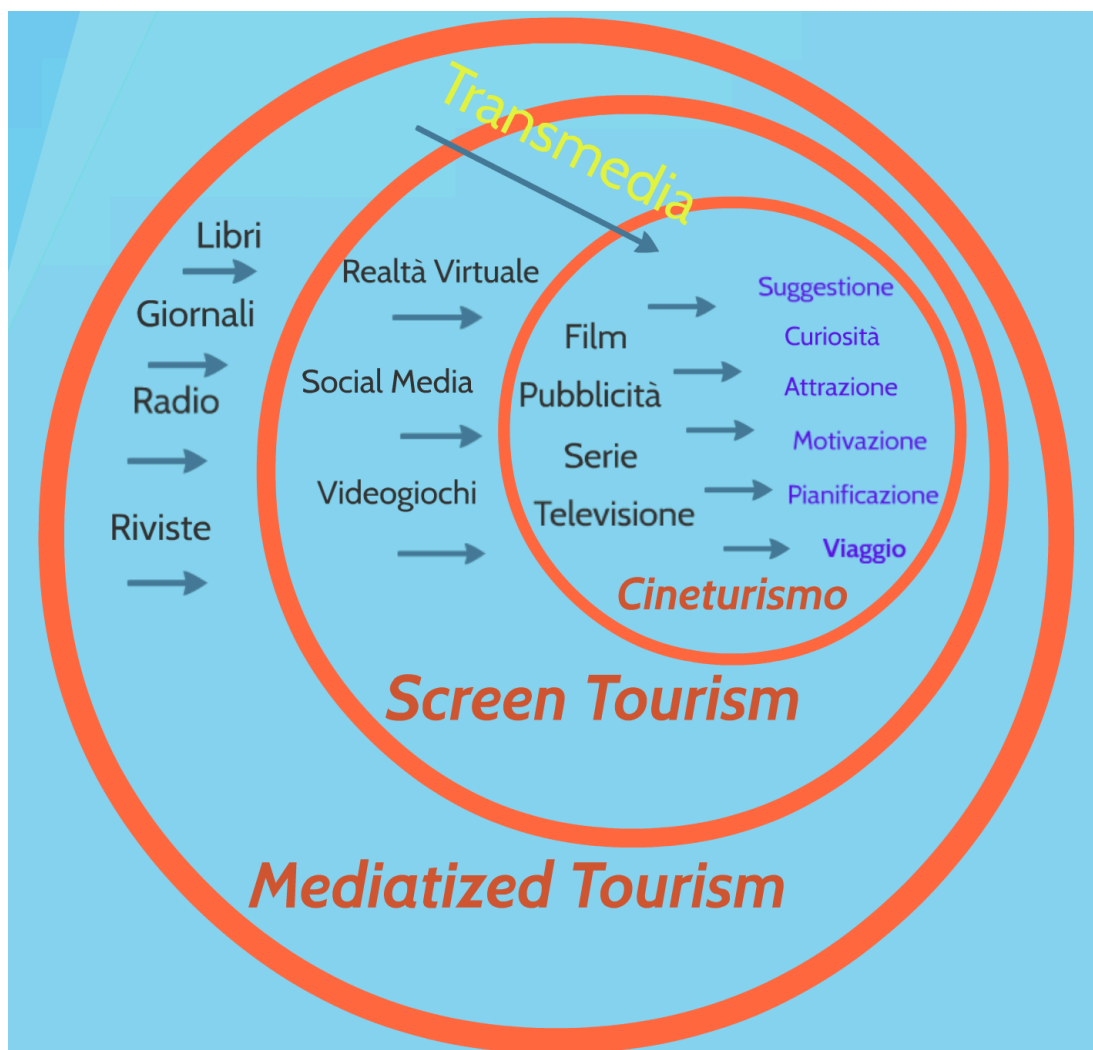 Transmedia
Libri
Giornali
Radio
Riviste
Realtà Virtuale
Social Media
Videogiochi
Film
Pubblicità
Serie
Televisione
Suggestione
Curiosità
Attrazione
Motivazione
Pianificazione
Viaggio
Cineturismo
Screen Tourism
Mediatized Tourism